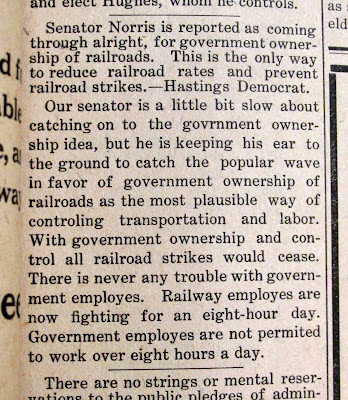 and elect Hughes, whom he controls.
Senator Norris is reported as coming
through alright, for government owner-
ship of railroads. This is the only way
to reduce railroad rates and prevent
railroad strikes.—Hastings Democrat.
Our senator is a little bit slow about
catching on to the govrnment owner-
ship idea, but he is keeping his ear to
the ground to catch the popular wave
in favor of government ownership of
railroads as the most plausible way of
controling transportation and labor.
With government ownership and con-
trol all railroad strikes would cease.
There is never any trouble with govern-
ment employes. Railway employes are
now fighting for an eight-hour day.
Government employes are not permited
to work over eight hours a day.
There are no strings or mental reser-
vations to the public pledges of admin-